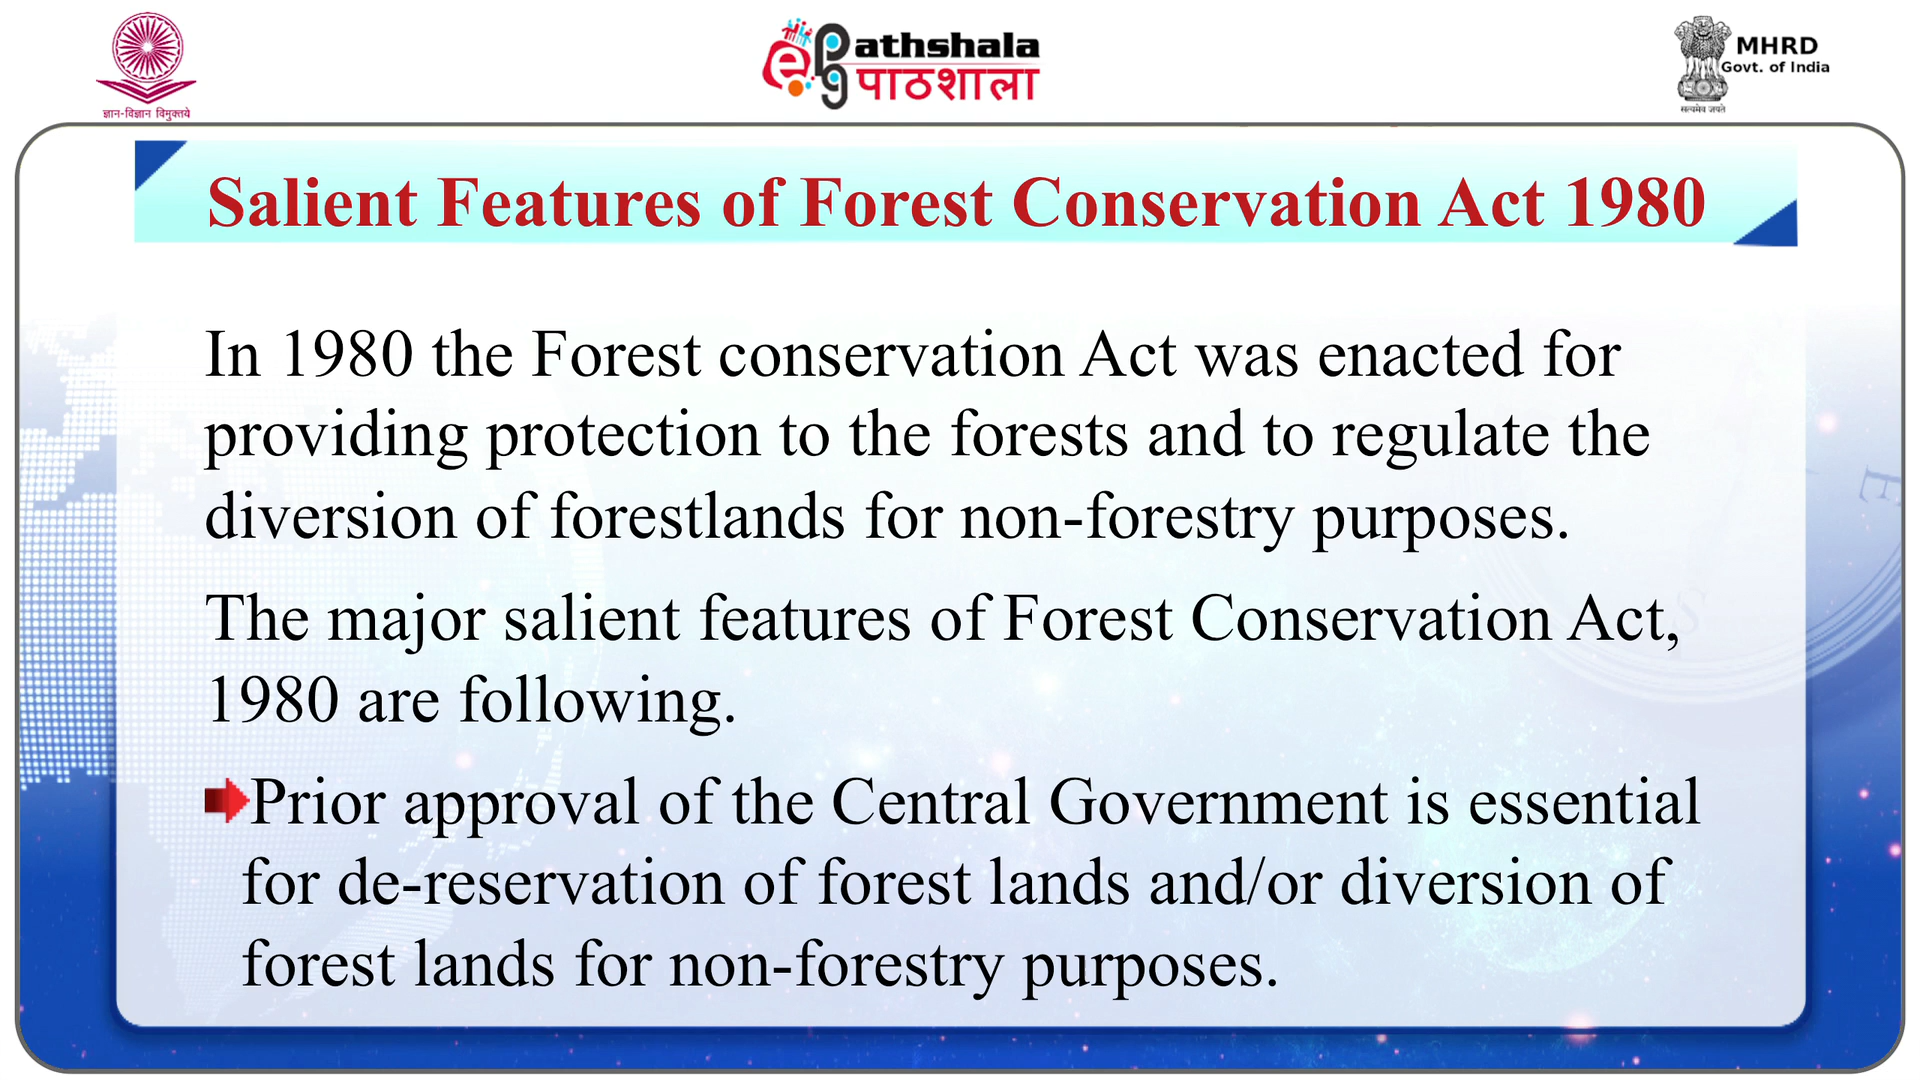 ज्ञान-विज्ञान विमुक्तये
ePg Pathshala
पाठशाला
MHRD
Govt. of India
सत्यमेव जयते
Salient Features of Forest Conservation Act 1980
In 1980 the Forest conservation Act was enacted for
providing protection to the forests and to regulate the
diversion of forestlands for non-forestry purposes.
The major salient features of Forest Conservation Act,
1980 are following.
Prior approval of the Central Government is essential
for de-reservation of forest lands and/or diversion of
forest lands for non-forestry purposes.